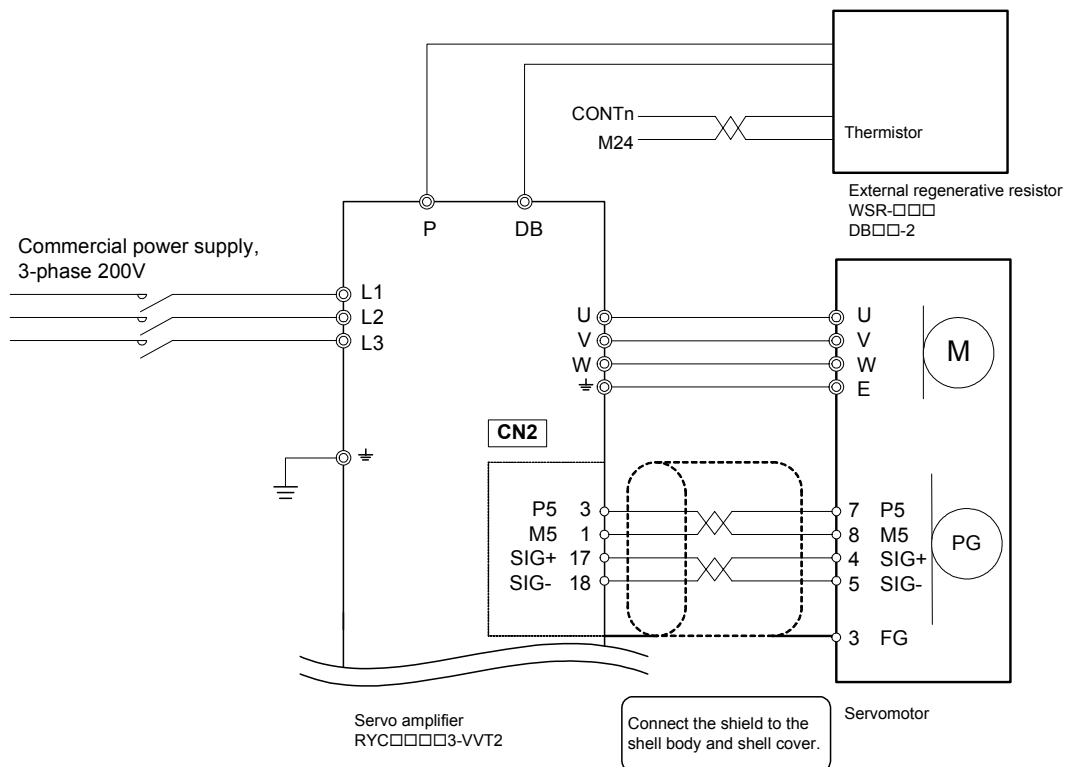 CONTn
M24
Thermistor
External regenerative resistor
WSR-□□□
DB□□-2
P
DB
Commercial power supply,
3-phase 200V
L1
L2
L3
U
V
W
U
V
W
E
M
CN2
P5 3
M5 1
SIG+ 17
SIG- 18
7 P5
8 M5
4 SIG+
5 SIG-
3 FG
PG
Servo amplifier
RYC□□□□3-VVT2
Connect the shield to the
shell body and shell cover.
Servomotor